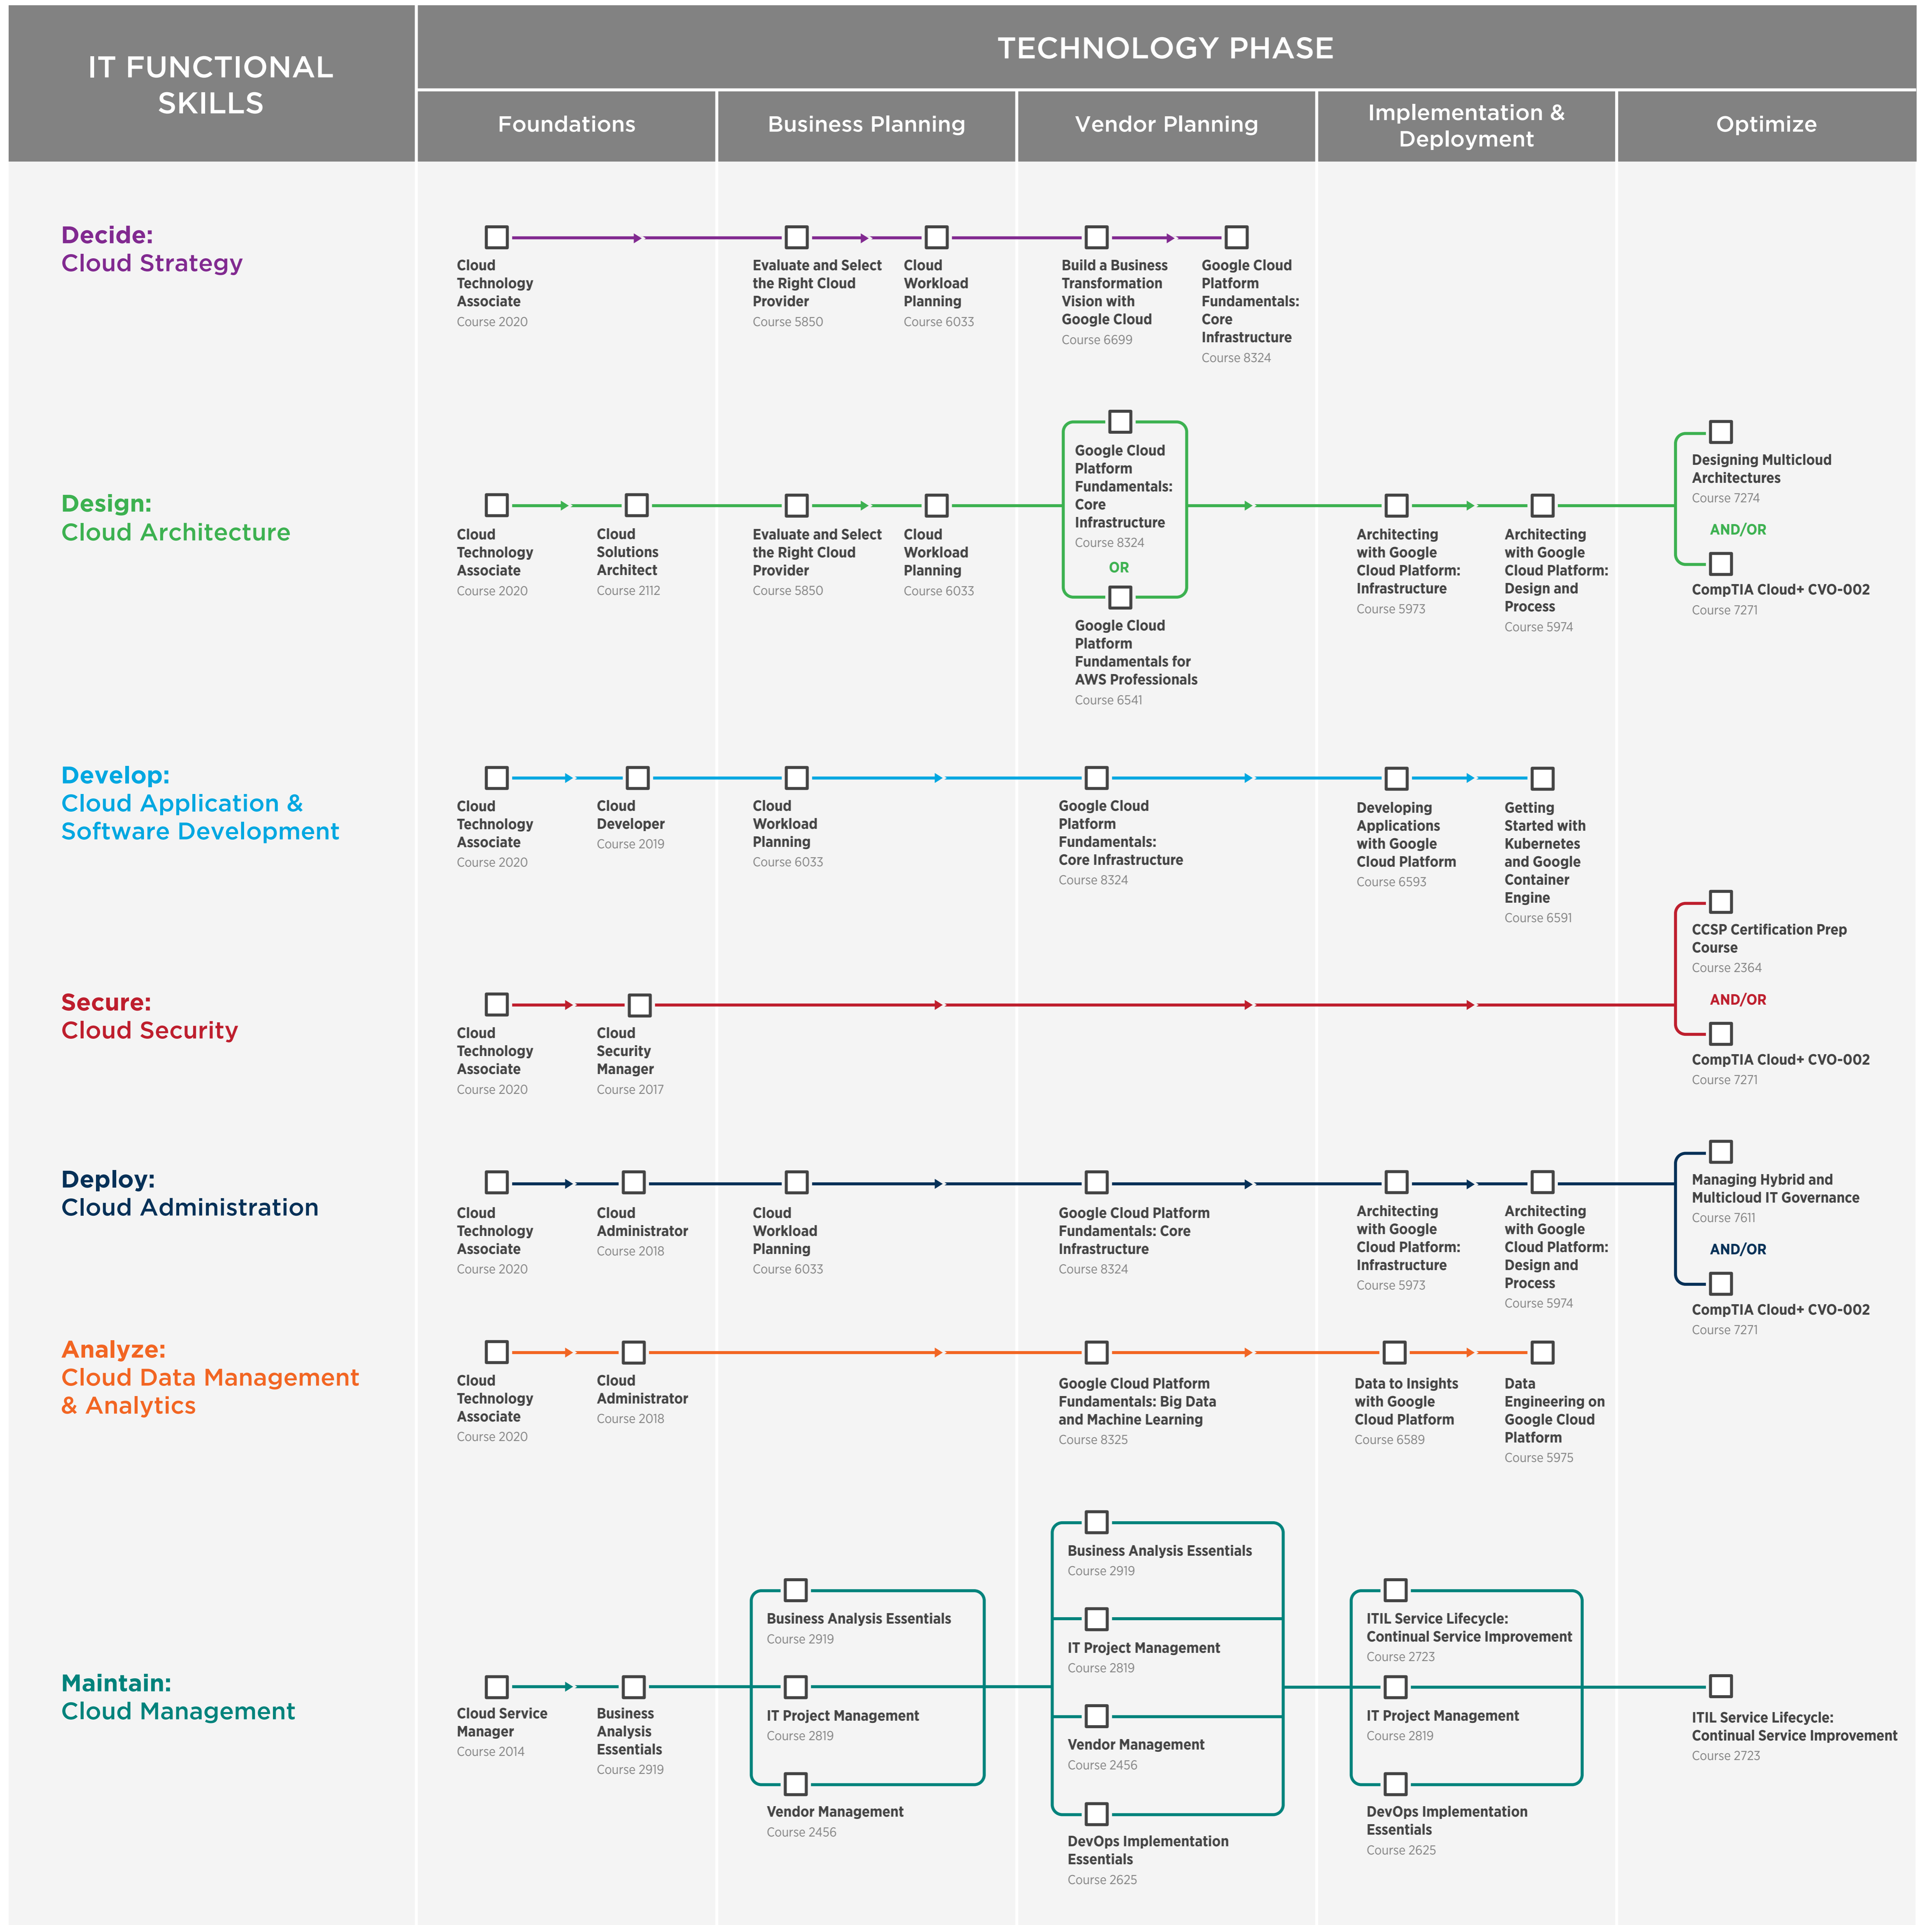 IT FUNCTIONAL
SKILLS
TECHNOLOGY PHASE
Foundations
Business Planning
Vendor Planning
Implementation &
Deployment
Optimize
Decide:
Cloud Strategy
Cloud
Technology
Associate
Course 2020
Evaluate and Select
the Right Cloud
Provider
Course 5850
Cloud
Workload
Planning
Course 6033
Build a Business
Transformation
Vision with
Google Cloud
Course 6699
Google Cloud
Platform
Fundamentals:
Core
Infrastructure
Course 8324
Design:
Cloud Architecture
Cloud
Technology
Associate
Course 2020
Cloud
Solutions
Architect
Course 2112
Evaluate and Select
the Right Cloud
Provider
Course 5850
Cloud
Workload
Planning
Course 6033
Google Cloud
Platform
Fundamentals:
Core
Infrastructure
Course 8324
OR
Google Cloud
Platform
Fundamentals for
AWS Professionals
Course 6541
Architecting
with Google
Cloud Platform:
Infrastructure
Course 5973
Architecting
with Google
Cloud Platform:
Design and
Process
Course 5974
Designing Multicloud
Architectures
Course 7274
AND/OR
CompTIA Cloud+ CVO-002
Course 7271
Develop:
Cloud Application &
Software Development
Cloud
Technology
Associate
Course 2020
Cloud
Developer
Course 2019
Cloud
Workload
Planning
Course 6033
Google Cloud
Platform
Fundamentals:
Core Infrastructure
Course 8324
Developing
Applications
with Google
Cloud Platform
Course 6593
Getting
Started with
Kubernetes
and Google
Container
Engine
Course 6591
Secure:
Cloud Security
Cloud
Technology
Associate
Course 2020
Cloud
Security
Manager
Course 2017
CCSP Certification Prep
Course
Course 2364
AND/OR
CompTIA Cloud+ CVO-002
Course 7271
Deploy:
Cloud Administration
Cloud
Technology
Associate
Course 2020
Cloud
Administrator
Course 2018
Cloud
Workload
Planning
Course 6033
Google Cloud Platform
Fundamentals: Core
Infrastructure
Course 8324
Architecting
with Google
Cloud Platform:
Infrastructure
Course 5973
Architecting
with Google
Cloud Platform:
Design and
Process
Course 5974
Managing Hybrid and
Multicloud IT Governance
Course 7611
AND/OR
CompTIA Cloud+ CVO-002
Course 7271
Analyze:
Cloud Data Management
& Analytics
Cloud
Technology
Associate
Course 2020
Cloud
Administrator
Course 2018
Google Cloud Platform
Fundamentals: Big Data
and Machine Learning
Course 8325
Data to Insights
with Google
Cloud Platform
Course 6589
Data
Engineering on
Google Cloud
Platform
Course 5975
Maintain:
Cloud Management
Cloud Service
Manager
Course 2014
Business
Analysis
Essentials
Course 2919
Business Analysis Essentials
Course 2919
IT Project Management
Course 2819
Vendor Management
Course 2456
Business Analysis Essentials
Course 2919
IT Project Management
Course 2819
Vendor Management
Course 2456
DevOps Implementation
Essentials
Course 2625
ITIL Service Lifecycle:
Continual Service Improvement
Course 2723
IT Project Management
Course 2819
DevOps Implementation
Essentials
Course 2625
ITIL Service Lifecycle:
Continual Service Improvement
Course 2723